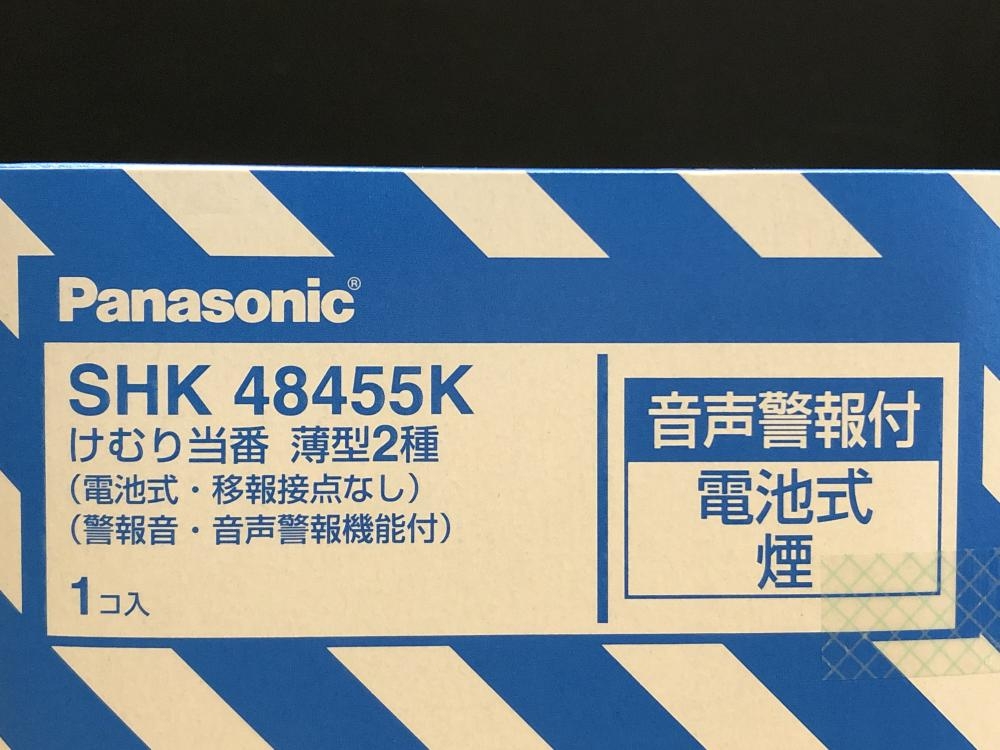 Panasonic®
SHK 48455K
けむり当番 薄型2種
(電池式・移報接点なし)
(警報音・音声警報機能付)
1コ入
音声警報付
電池式
煙